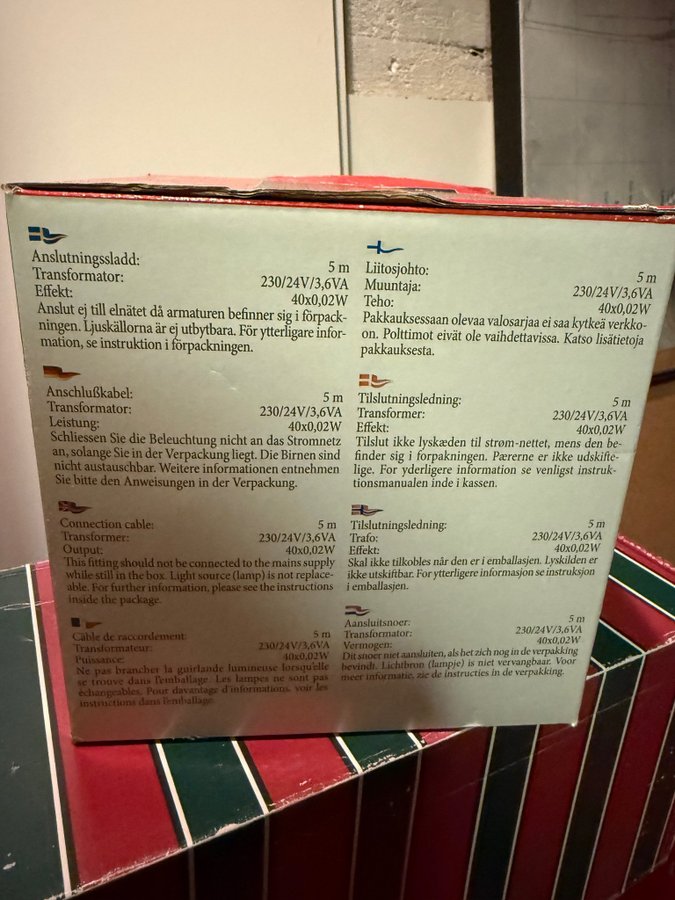 Anslutningssladd: 5 m
Transformator: 230/24V/3,6VA
Effekt: 40x0,02W
Anslut ej till elnätet då armaturen befinner sig i förpack-
ningen. Ljuskällorna är ej utbytbara. För ytterligare infor-
mation, se instruktion i förpackningen.
Anschlußkabel: 5 m
Transformator: 230/24V/3,6VA
Leistung: 40x0,02W
Schliessen Sie die Beleuchtung nicht an das Stromnetz
an, solange Sie in der Verpackung liegt. Die Birnen sind
nicht austauschbar. Weitere informationen entnehmen
Sie bitte den Anweisungen in der Verpackung.
Connection cable: 5 m
Transformer: 230/24V/3,6VA
Output: 40x0,02W
This fitting should not be connected to the mains supply
while still in the box. Light source (lamp) is not replace-
able. For further information, please see the instructions
inside the package.
Câble de raccordement: 5 m
Transformateur: 230/24V/3,6VA
Puissance: 40x0,02W
Ne pas brancher la guirlande lumineuse lorsqu'elle
se trouve dans l'emballage. Les lampes ne sont pas
échangeables. Pour davantage d'informations, voir les
instructions dans l'emballage.
Liitosjohto: 5 m
Muuntaja: 230/24V/3,6VA
Teho: 40x0,02W
Pakkauksessaan olevaa valosarjaa ei saa kytkeä verkko-
on. Polttimot eivät ole vaihdettavissa. Katso lisätietoja
pakkauksesta.
Tilslutningsledning: 5 m
Transformer: 230/24V/3,6VA
Effekt: 40x0,02W
Tilslut ikke lyskæden til strøm-nettet, mens den be-
finder sig i forpakningen. Pærerne er ikke udskifte-
lige. For yderligere information se venligst instruk-
tionsmanualen inde i kassen.
Tilslutningsledning: 5 m
Trafo: 230/24V/3,6VA
Effekt: 40x0,02W
Skal ikke tilkobles når den er i emballasjen. Lyskilden er
ikke utskiftbar. For ytterligere informasjon se instruksjon
i emballasjen.
Aansluitsnoer: 5 m
Transformator: 230/24V/3,6VA
Vermogen: 40x0,02W
Dit snoer niet aansluiten, als het zich nog in de verpakking
bevindt. Lichtbron (lampje) is niet vervangbaar. Voor
meer informatie, zie de instructies in de verpakking.